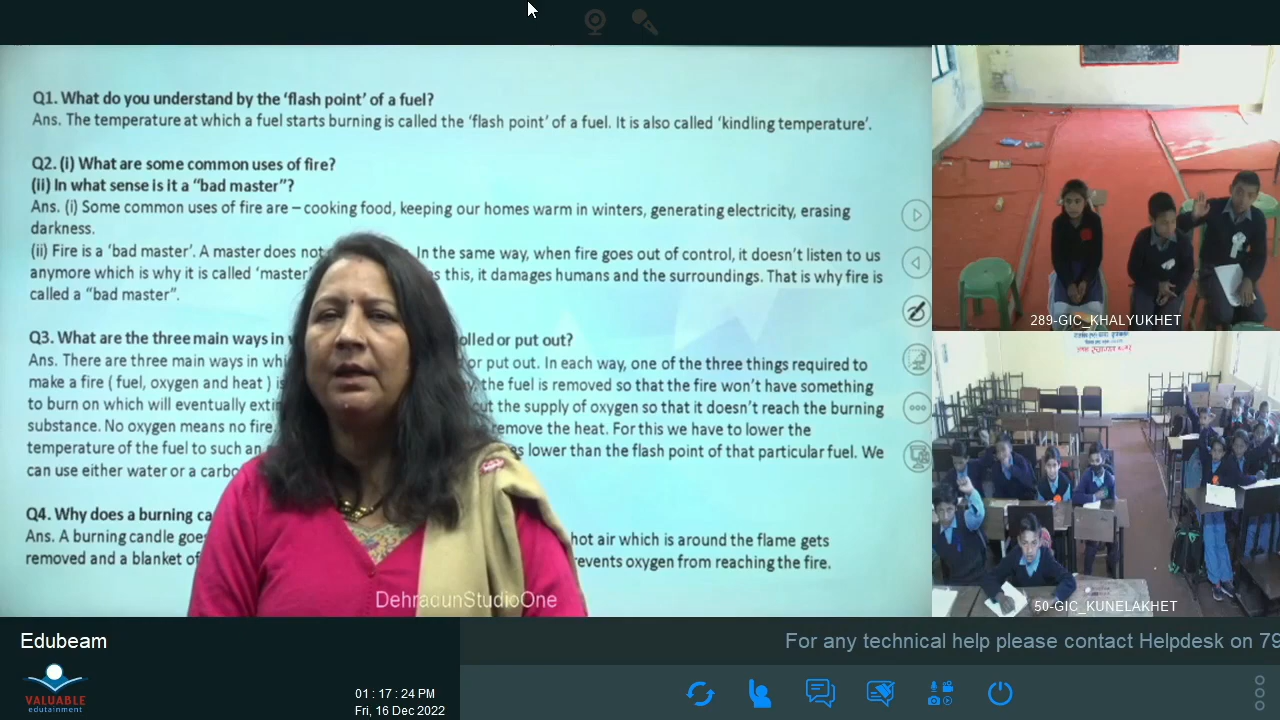 Q1. What do you understand by the ‘flash point’ of a fuel?
Ans. The temperature at which a fuel starts burning is called the ‘flash point’ of a fuel. It is also called ‘kindling temperature’.
Q2. (i) What are some common uses of fire?
(ii) In what sense is it a “bad master”?
Ans. (i) Some common uses of fire are – cooking food, keeping our homes warm in winters, generating electricity, erasing
darkness.
(ii) Fire is a ‘bad master’. A master does not In the same way, when fire goes out of control, it doesn’t listen to us
anymore which is why it is called ‘master’ this, it damages humans and the surroundings. That is why fire is
called a “bad master”.
Q3. What are the three main ways in or put out?
Ans. There are three main ways in or put out. In each way, one of the three things required to
make a fire ( fuel, oxygen and heat ) the fuel is removed so that the fire won’t have something
to burn on which will eventually the supply of oxygen so that it doesn’t reach the burning
substance. No oxygen means no fire. remove the heat. For this we have to lower the
temperature of the fuel to such an lower than the flash point of that particular fuel. We
can use either water or a
Q4. Why does a burning
Ans. A burning candle hot air which is around the flame gets
removed and a blanket of oxygen from reaching the fire.
DehradunStudioOne
289-GIC_KHALYUKHET
50-GIC_KUNELAKHET
Edubeam
For any technical help please contact Helpdesk on 79
VALUABLE
edutainment
01 : 17 : 24 PM
Fri, 16 Dec 2022